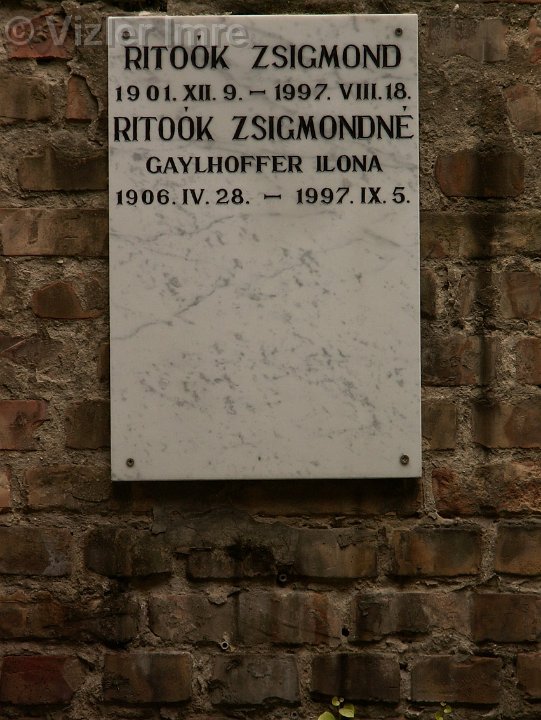 © Vizler Imre
RITOÓK ZSIGMOND
1901. XII. 9. – 1997. VIII. 18.
RITOÓK ZSIGMONDNÉ
GAYLHOFFER ILONA
1906. IV. 28. – 1997. IX. 5.